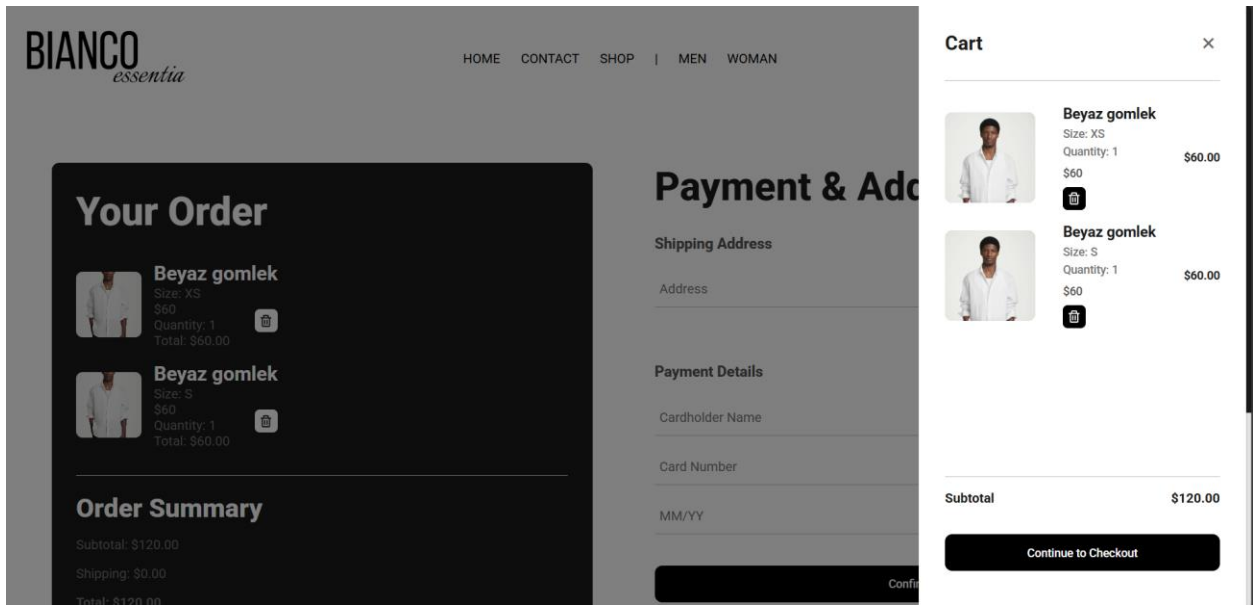 BIANCO
essentia
HOME CONTACT SHOP | MEN WOMAN
Your Order
Beyaz gomlek
Size: XS
$60
Quantity: 1
Total: $60.00
Beyaz gomlek
Size: S
$60
Quantity: 1
Total: $60.00
Order Summary
Subtotal: $120.00
Shipping: $0.00
Total: $120.00
Payment & Add
Shipping Address
Address
Payment Details
Cardholder Name
Card Number
MM/YY
Confir
Cart
Beyaz gomlek
Size: XS
Quantity: 1
$60.00
$60
Beyaz gomlek
Size: S
Quantity: 1
$60.00
$60
Subtotal $120.00
Continue to Checkout